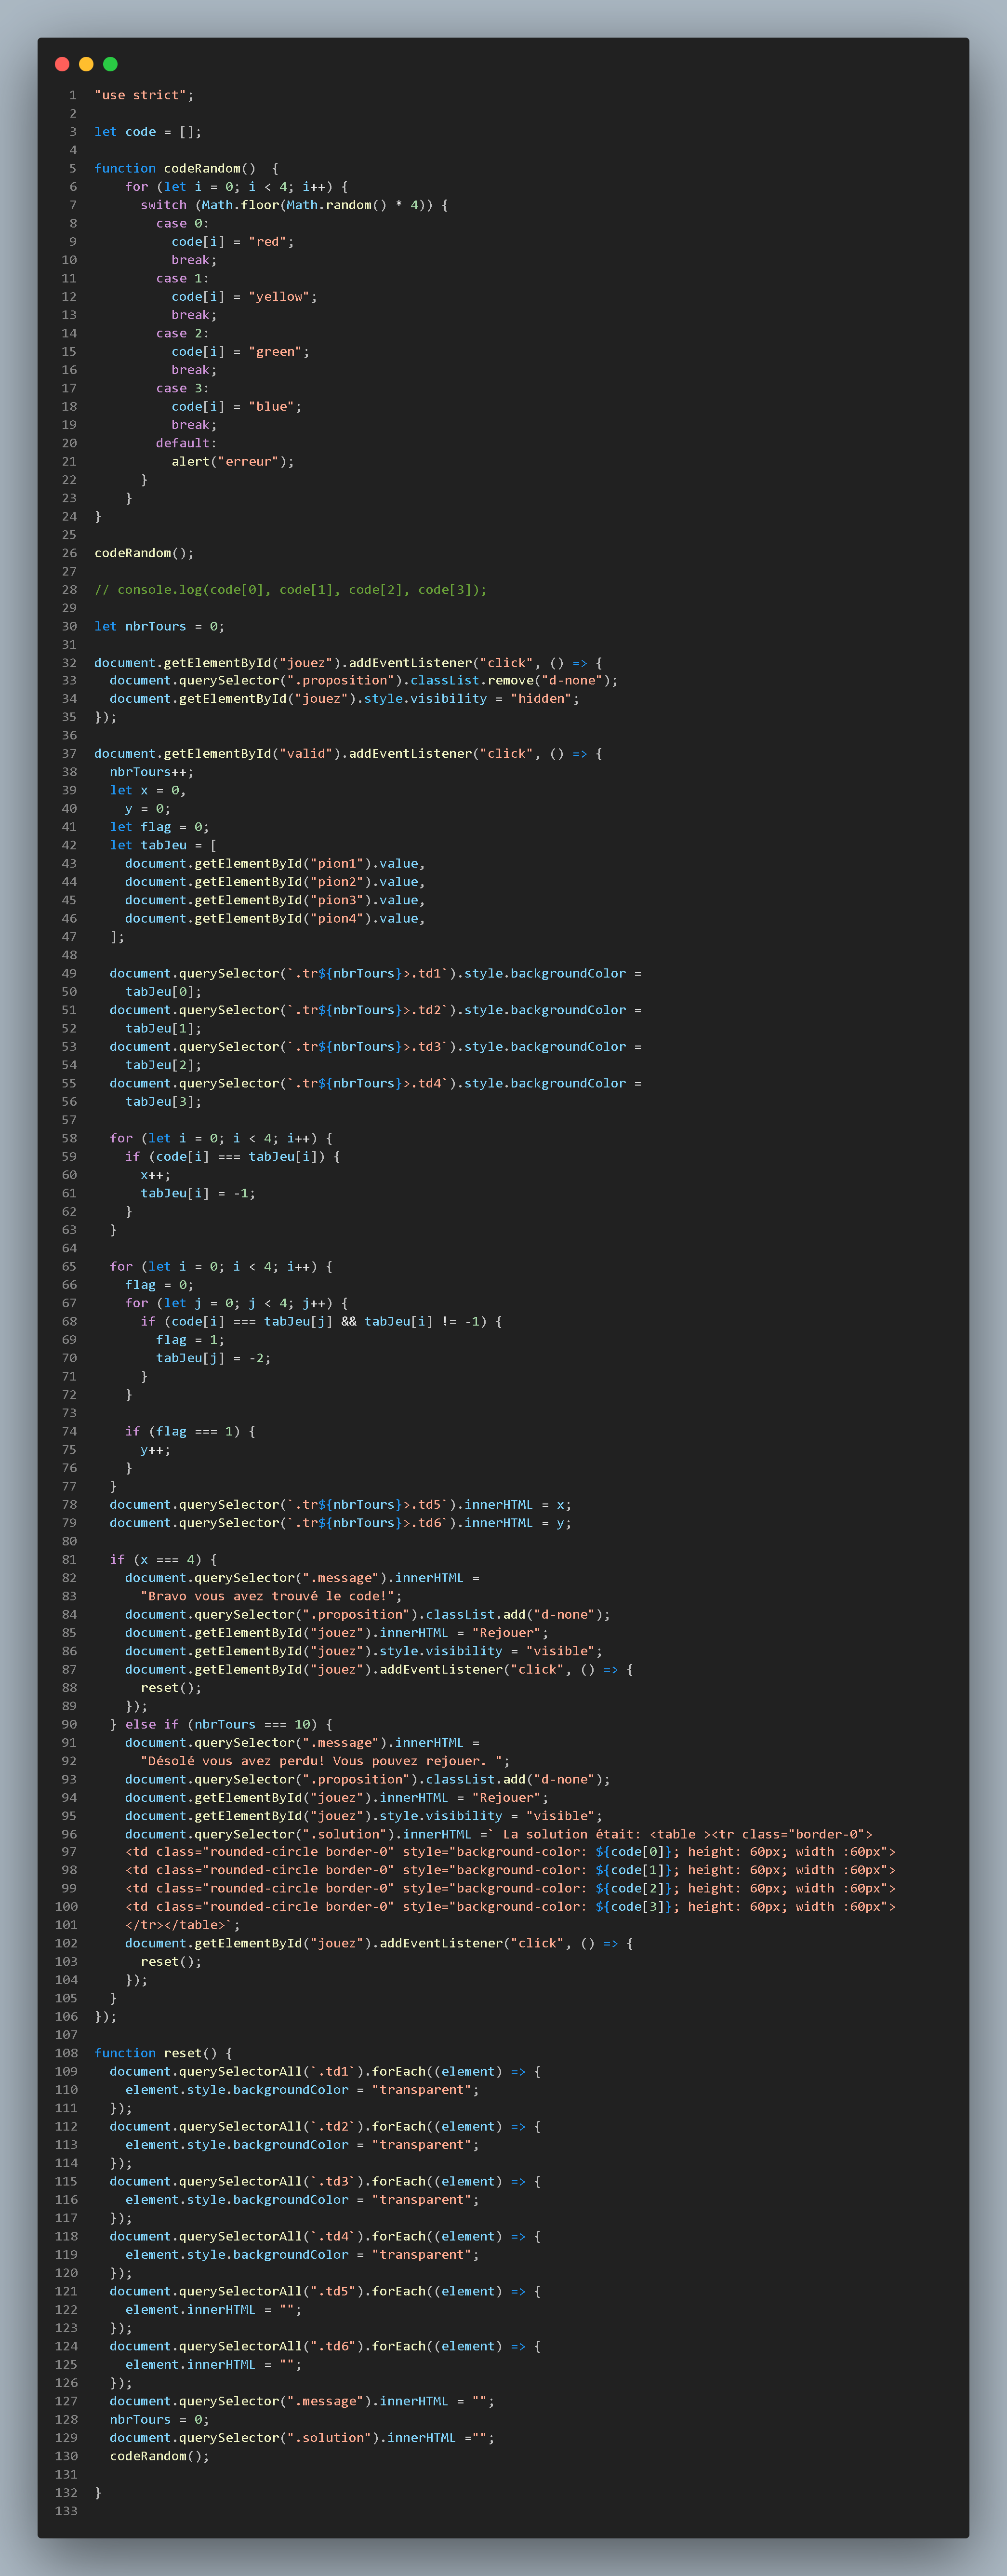 1 "use strict";
2
3 let code = [];
4
5 function codeRandom()  {
6     for (let i = 0; i < 4; i++) {
7       switch (Math.floor(Math.random() * 4)) {
8         case 0:
9           code[i] = "red";
10           break;
11         case 1:
12           code[i] = "yellow";
13           break;
14         case 2:
15           code[i] = "green";
16           break;
17         case 3:
18           code[i] = "blue";
19           break;
20         default:
21           alert("erreur");
22       }
23     }
24 }
25
26 codeRandom();
27
28 // console.log(code[0], code[1], code[2], code[3]);
29
30 let nbrTours = 0;
31
32 document.getElementById("jouez").addEventListener("click", () => {
33   document.querySelector(".proposition").classList.remove("d-none");
34   document.getElementById("jouez").style.visibility = "hidden";
35 });
36
37 document.getElementById("valid").addEventListener("click", () => {
38   nbrTours++;
39   let x = 0,
40     y = 0;
41   let flag = 0;
42   let tabJeu = [
43     document.getElementById("pion1").value,
44     document.getElementById("pion2").value,
45     document.getElementById("pion3").value,
46     document.getElementById("pion4").value,
47   ];
48
49   document.querySelector(`.tr${nbrTours}>.td1`).style.backgroundColor =
50     tabJeu[0];
51   document.querySelector(`.tr${nbrTours}>.td2`).style.backgroundColor =
52     tabJeu[1];
53   document.querySelector(`.tr${nbrTours}>.td3`).style.backgroundColor =
54     tabJeu[2];
55   document.querySelector(`.tr${nbrTours}>.td4`).style.backgroundColor =
56     tabJeu[3];
57
58   for (let i = 0; i < 4; i++) {
59     if (code[i] === tabJeu[i]) {
60       x++;
61       tabJeu[i] = -1;
62     }
63   }
64
65   for (let i = 0; i < 4; i++) {
66     flag = 0;
67     for (let j = 0; j < 4; j++) {
68       if (code[i] === tabJeu[j] && tabJeu[i] != -1) {
69         flag = 1;
70         tabJeu[j] = -2;
71       }
72     }
73
74     if (flag === 1) {
75       y++;
76     }
77   }
78   document.querySelector(`.tr${nbrTours}>.td5`).innerHTML = x;
79   document.querySelector(`.tr${nbrTours}>.td6`).innerHTML = y;
80
81   if (x === 4) {
82     document.querySelector(".message").innerHTML =
83       "Bravo vous avez trouvé le code!";
84     document.querySelector(".proposition").classList.add("d-none");
85     document.getElementById("jouez").innerHTML = "Rejouer";
86     document.getElementById("jouez").style.visibility = "visible";
87     document.getElementById("jouez").addEventListener("click", () => {
88       reset();
89     });
90   } else if (nbrTours === 10) {
91     document.querySelector(".message").innerHTML =
92       "Désolé vous avez perdu! Vous pouvez rejouer. ";
93     document.querySelector(".proposition").classList.add("d-none");
94     document.getElementById("jouez").innerHTML = "Rejouer";
95     document.getElementById("jouez").style.visibility = "visible";
96     document.querySelector(".solution").innerHTML =` La solution était: <table ><tr class="border-0">
97     <td class="rounded-circle border-0" style="background-color: ${code[0]}; height: 60px; width :60px">
98     <td class="rounded-circle border-0" style="background-color: ${code[1]}; height: 60px; width :60px">
99     <td class="rounded-circle border-0" style="background-color: ${code[2]}; height: 60px; width :60px">
100     <td class="rounded-circle border-0" style="background-color: ${code[3]}; height: 60px; width :60px">
101     </tr></table>`;
102     document.getElementById("jouez").addEventListener("click", () => {
103       reset();
104     });
105   }
106 });
107
108 function reset() {
109   document.querySelectorAll(`.td1`).forEach((element) => {
110     element.style.backgroundColor = "transparent";
111   });
112   document.querySelectorAll(`.td2`).forEach((element) => {
113     element.style.backgroundColor = "transparent";
114   });
115   document.querySelectorAll(`.td3`).forEach((element) => {
116     element.style.backgroundColor = "transparent";
117   });
118   document.querySelectorAll(`.td4`).forEach((element) => {
119     element.style.backgroundColor = "transparent";
120   });
121   document.querySelectorAll(".td5").forEach((element) => {
122     element.innerHTML = "";
123   });
124   document.querySelectorAll(".td6").forEach((element) => {
125     element.innerHTML = "";
126   });
127   document.querySelector(".message").innerHTML = "";
128   nbrTours = 0;
129   document.querySelector(".solution").innerHTML ="";
130   codeRandom();
131
132 }
133